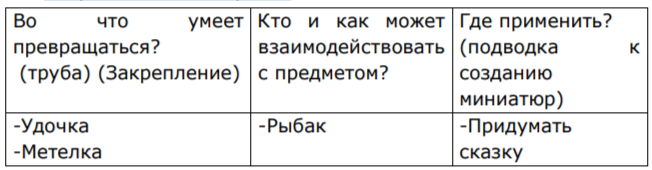 Во что умеет
превращаться?
(труба) (Закрепление)
Кто и как может
взаимодействовать
с предметом?
Где применить?
(подводка к
созданию
миниатюр)
-Удочка
-Метелка
-Рыбак
-Придумать
сказку